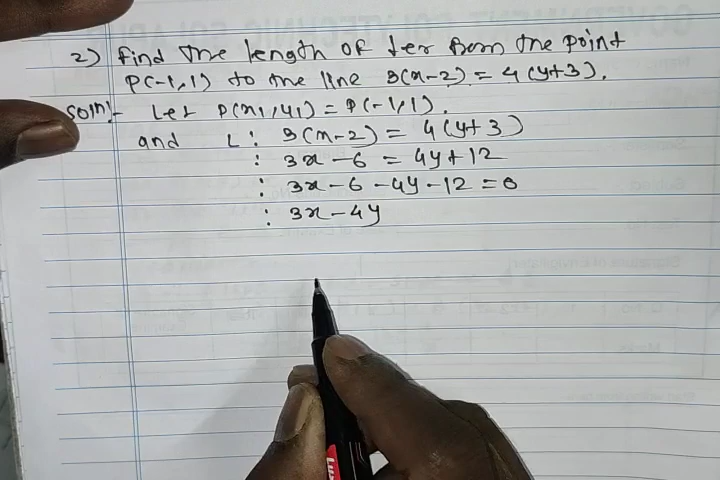 2) Find the length of ter from the point
P(-1,1) to the line 3(x-2) = 4(y+3).
Soln:- Let P(x1,y1) = P(-1,1).
and L: 3(x-2) = 4(y+3)
: 3x - 6 = 4y + 12
: 3x - 6 - 4y - 12 = 0
: 3x - 4y